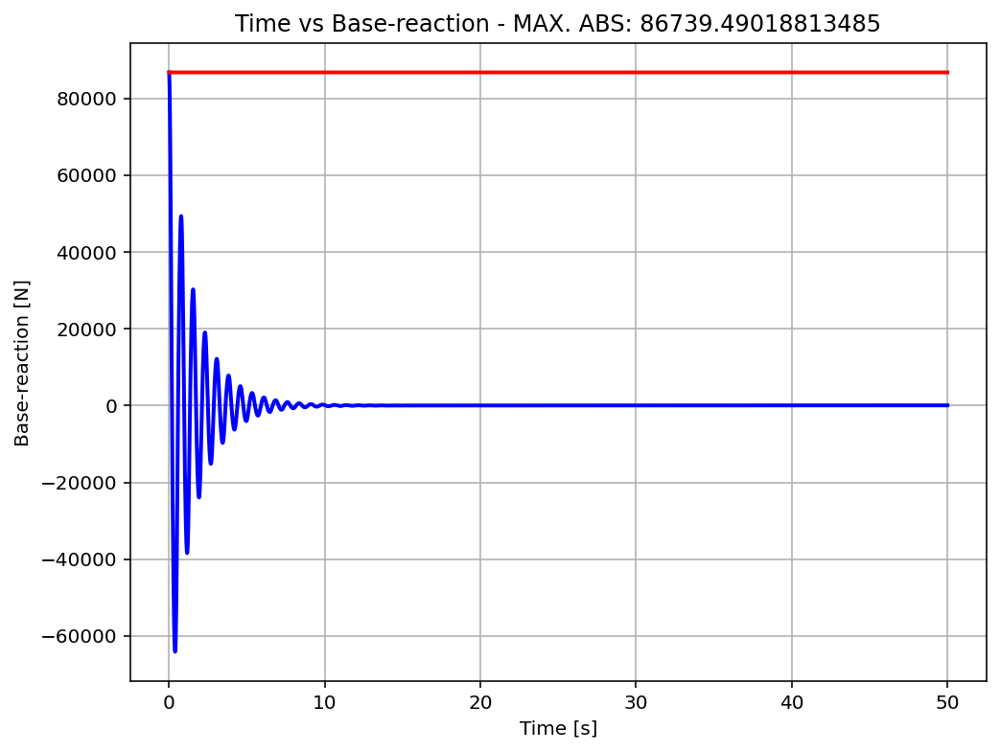 Time vs Base-reaction - MAX. ABS: 86739.49018813485
80000
60000
40000
20000
0
−20000
−40000
−60000
Base-reaction [N]
0 10 20 30 40 50
Time [s]